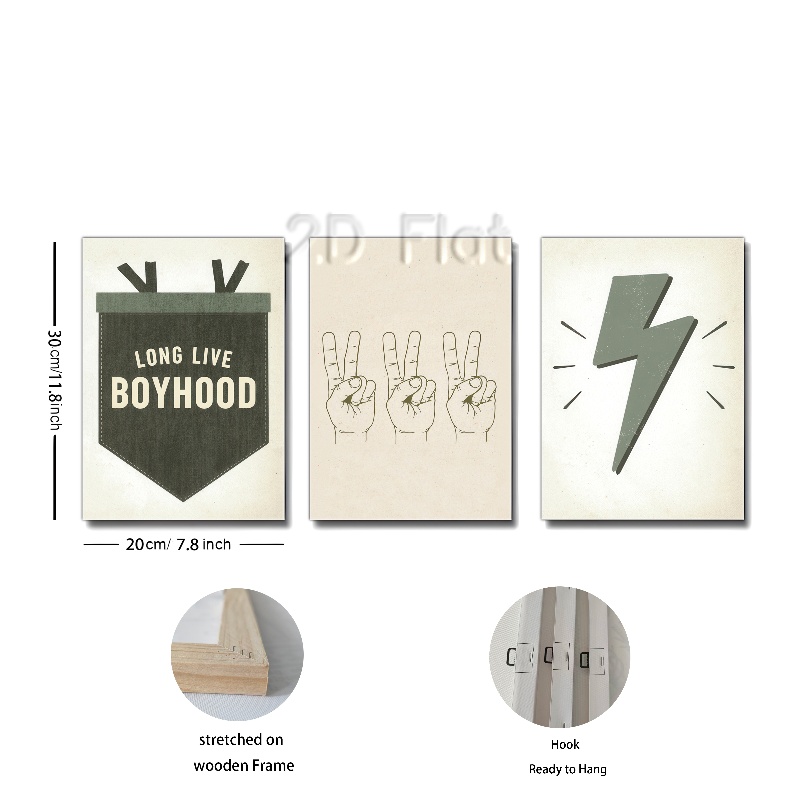 2.D Flat
LONG LIVE
BOYHOOD
30cm/11.8inch
20cm/ 7.8 inch
stretched on
wooden Frame
Hook
Ready to Hang